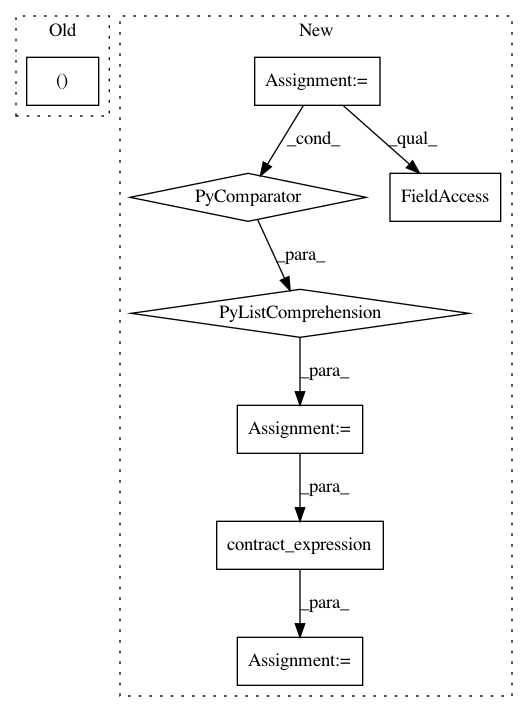 Old
New
()
Assignment:=
_cond_
_qual_
PyComparator
FieldAccess
_para_
PyListComprehension
_para_
Assignment:=
_para_
contract_expression
_para_
Assignment:=